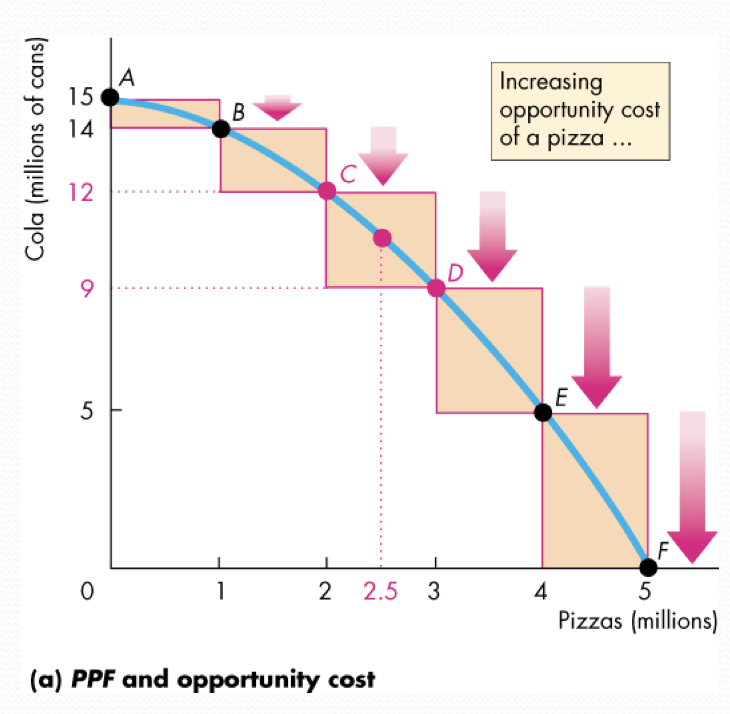 Cola (millions of cans)
Increasing
opportunity cost
of a pizza ...
A
15
B
14
C
12
D
9
E
5
F
0
1
2
2.5
3
4
5
Pizzas (millions)
(a) PPF and opportunity cost